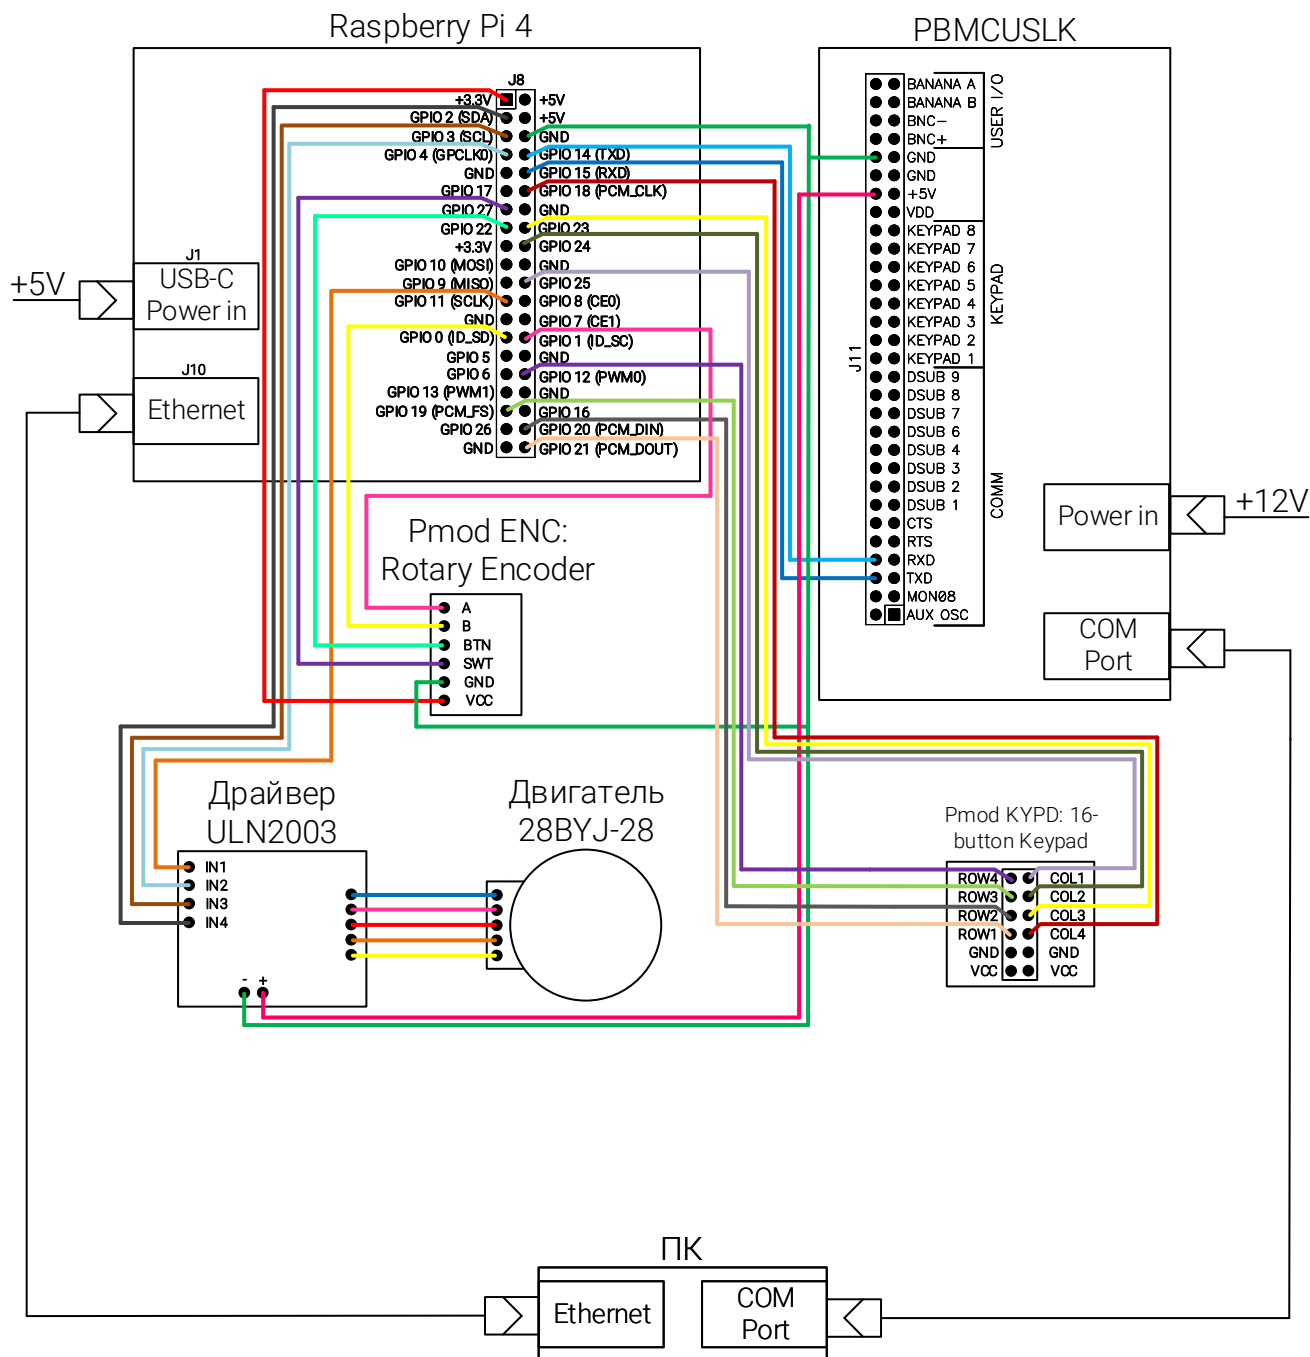 Raspberry Pi 4
J8
+3.3V
+5V
GPIO 2 (SDA)
+5V
GPIO 3 (SCL)
GND
GPIO 4 (GPCLK0)
GPIO 14 (TXD)
GND
GPIO 15 (RXD)
GPIO 17
GPIO 18 (PCM_CLK)
GPIO 27
GND
GPIO 22
GPIO 23
+3.3V
GPIO 24
GPIO 10 (MOSI)
GND
GPIO 9 (MISO)
GPIO 25
GPIO 11 (SCLK)
GPIO 8 (CE0)
GND
GPIO 7 (CE1)
GPIO 0 (ID_SD)
GPIO 1 (ID_SC)
GPIO 5
GND
GPIO 6
GPIO 12 (PWM0)
GPIO 13 (PWM1)
GND
GPIO 19 (PCM_FS)
GPIO 16
GPIO 26
GPIO 20 (PCM_DIN)
GND
GPIO 21 (PCM_DOUT)
+5V
J1
USB-C
Power in
J10
Ethernet
PBMCUSLK
J11
BANANA A
BANANA B
BNC-
BNC+
GND
GND
+5V
VDD
KEYPAD 8
KEYPAD 7
KEYPAD 6
KEYPAD 5
KEYPAD 4
KEYPAD 3
KEYPAD 2
KEYPAD 1
DSUB 9
DSUB 8
DSUB 7
DSUB 6
DSUB 4
DSUB 3
DSUB 2
DSUB 1
CTS
RTS
RXD
TXD
MON08
AUX OSC
USER I/O
KEYPAD
COMM
Power in
+12V
COM
Port
Pmod ENC:
Rotary Encoder
A
B
BTN
SWT
GND
VCC
Драйвер
ULN2003
IN1
IN2
IN3
IN4
- +
Двигатель
28BYJ-28
Pmod KYPD: 16-
button Keypad
ROW4
COL1
ROW3
COL2
ROW2
COL3
ROW1
COL4
GND
GND
VCC
VCC
ПК
Ethernet
COM
Port